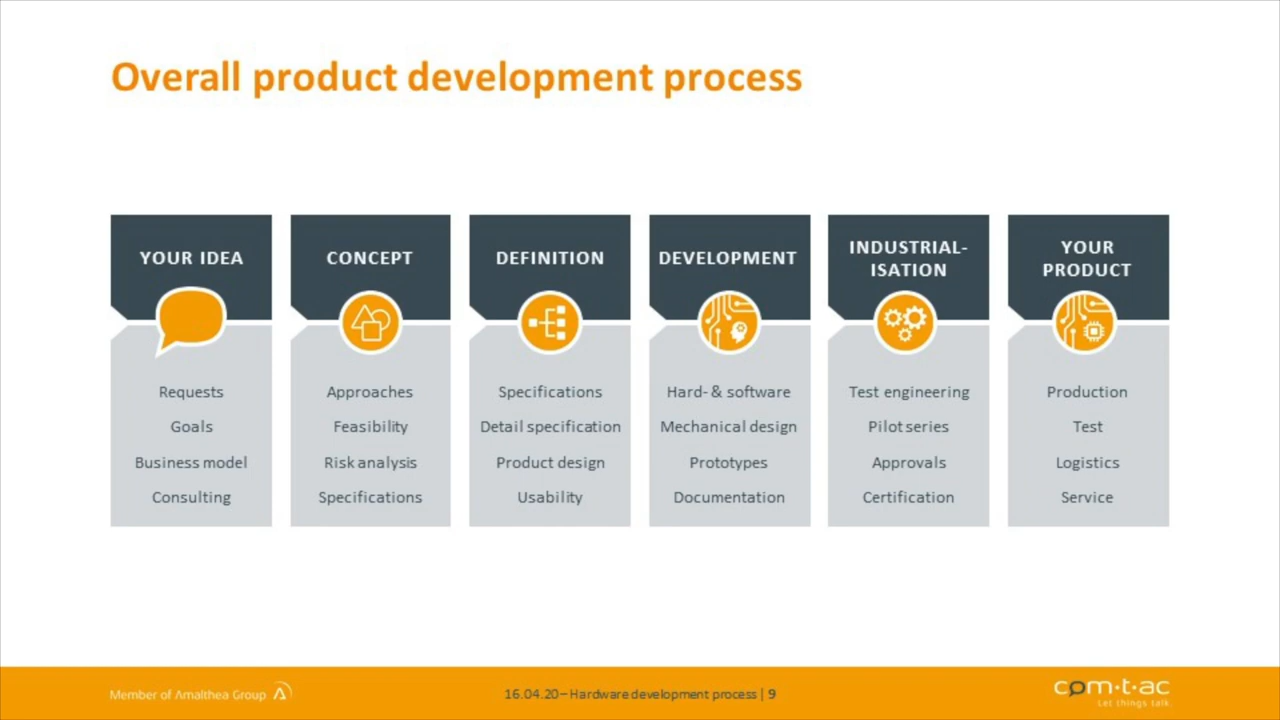 Overall product development process
YOUR IDEA
Requests
Goals
Business model
Consulting
CONCEPT
Approaches
Feasibility
Risk analysis
Specifications
DEFINITION
Specifications
Detail specification
Product design
Usability
DEVELOPMENT
Hard- & software
Mechanical design
Prototypes
Documentation
INDUSTRIAL-
ISATION
Test engineering
Pilot series
Approvals
Certification
YOUR
PRODUCT
Production
Test
Logistics
Service
Member of Amalthea Group
16.04.20 – Hardware development process | 9
com·t·ac
Let things talk.